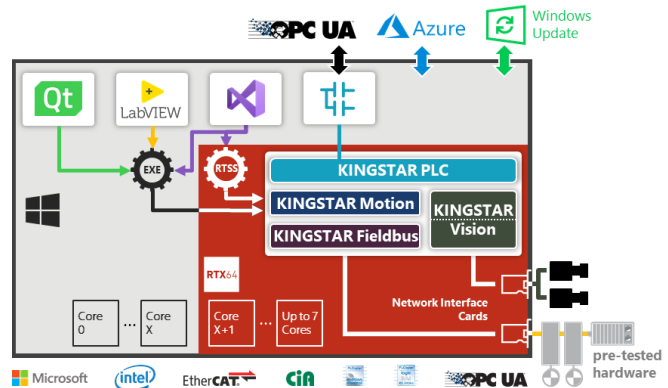 OPC UA
Azure
Windows
Update
Qt
LabVIEW
EXE
RTSS
KINGSTAR PLC
KINGSTAR Motion
KINGSTAR Fieldbus
KINGSTAR
Vision
RTX64
Network Interface
Cards
Core
0
...
Core
X
Core
X+1
...
Up to 7
Cores
pre-tested
hardware
Microsoft
intel
EtherCAT
CiA
OPC UA